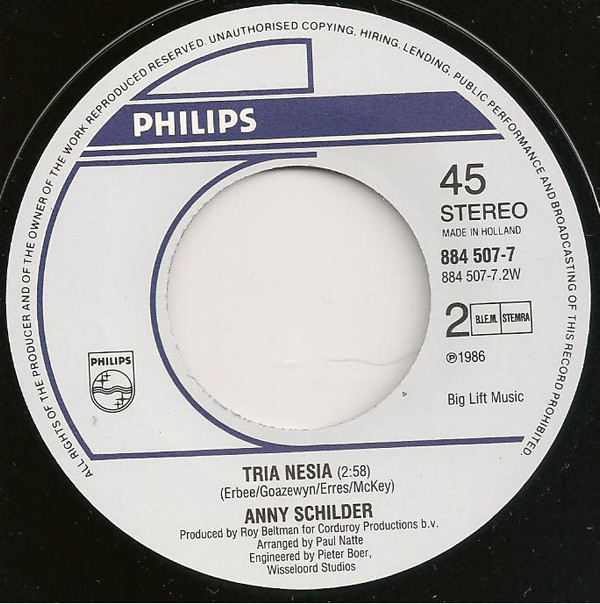 ALL RIGHTS OF THE PRODUCER AND OF THE OWNER OF THE WORK REPRODUCED RESERVED. UNAUTHORISED COPYING, HIRING, LENDING, PUBLIC PERFORMANCE AND BROADCASTING OF THIS RECORD PROHIBITED.
PHILIPS
45
STEREO
MADE IN HOLLAND
884 507-7
884 507-7.2W
2 B.I.E.M. STEMRA
℗1986
PHILIPS
Big Lift Music
TRIA NESIA (2:58)
(Erbee/Goazewyn/Erres/McKey)
ANNY SCHILDER
Produced by Roy Beltman for Corduroy Productions b.v.
Arranged by Paul Natte
Engineered by Pieter Boer,
Wisseloord Studios